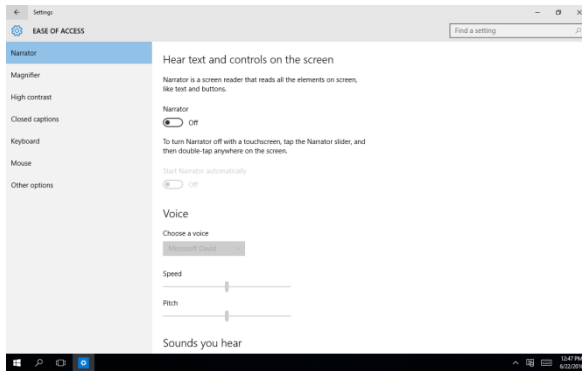 Settings
EASE OF ACCESS
Find a setting
Narrator
Magnifier
High contrast
Closed captions
Keyboard
Mouse
Other options
Hear text and controls on the screen
Narrator is a screen reader that reads all the elements on screen,
like text and buttons.
Narrator
Off
To turn Narrator off with a touchscreen, tap the Narrator slider, and
then double-tap anywhere on the screen.
Start Narrator automatically
Off
Voice
Choose a voice
Microsoft David
Speed
Pitch
Sounds you hear
12:47 PM